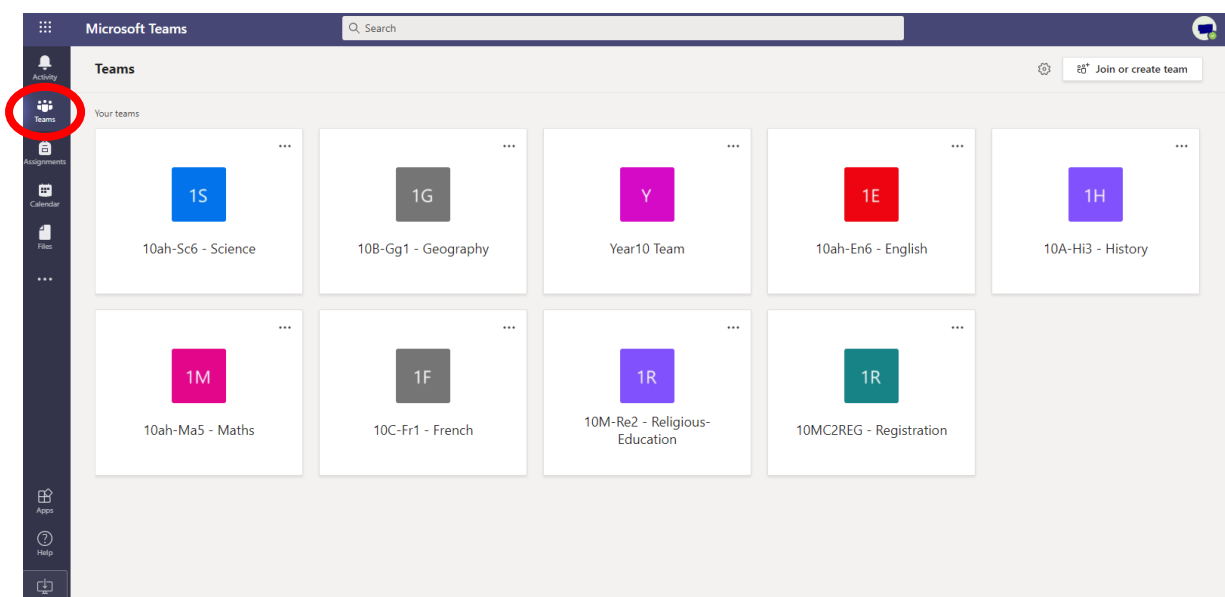 Microsoft Teams
Search
Activity
Teams
Assignments
Calendar
Files
Apps
Help
Teams
Join or create team
Your teams
1S
10ah-Sc6 - Science
1G
10B-Gg1 - Geography
Y
Year10 Team
1E
10ah-En6 - English
1H
10A-Hi3 - History
1M
10ah-Ma5 - Maths
1F
10C-Fr1 - French
1R
10M-Re2 - Religious-
Education
1R
10MC2REG - Registration